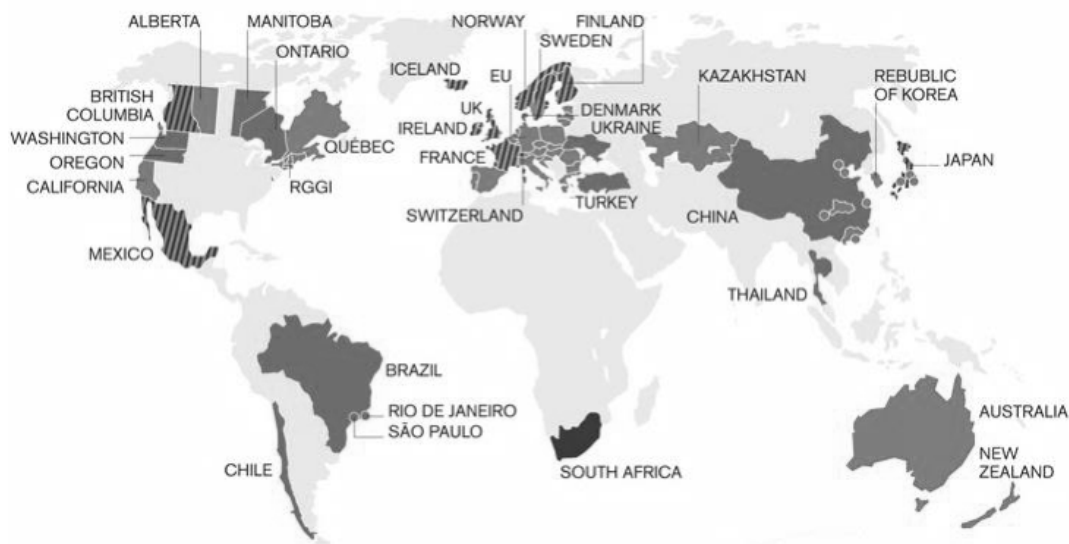 ALBERTA
MANITOBA
ONTARIO
BRITISH
COLUMBIA
WASHINGTON
OREGON
CALIFORNIA
QUÉBEC
RGGI
MEXICO
ICELAND
NORWAY
FINLAND
SWEDEN
EU
UK
IRELAND
DENMARK
UKRAINE
FRANCE
SWITZERLAND
TURKEY
KAZAKHSTAN
REBUBLIC
OF KOREA
JAPAN
CHINA
THAILAND
BRAZIL
RIO DE JANEIRO
SÃO PAULO
CHILE
SOUTH AFRICA
AUSTRALIA
NEW
ZEALAND